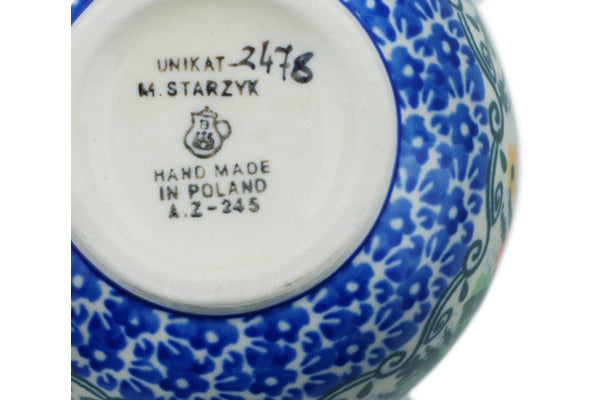 UNIKAT 2478
M. STARZYK
HAND MADE
IN POLAND
A.Z-245